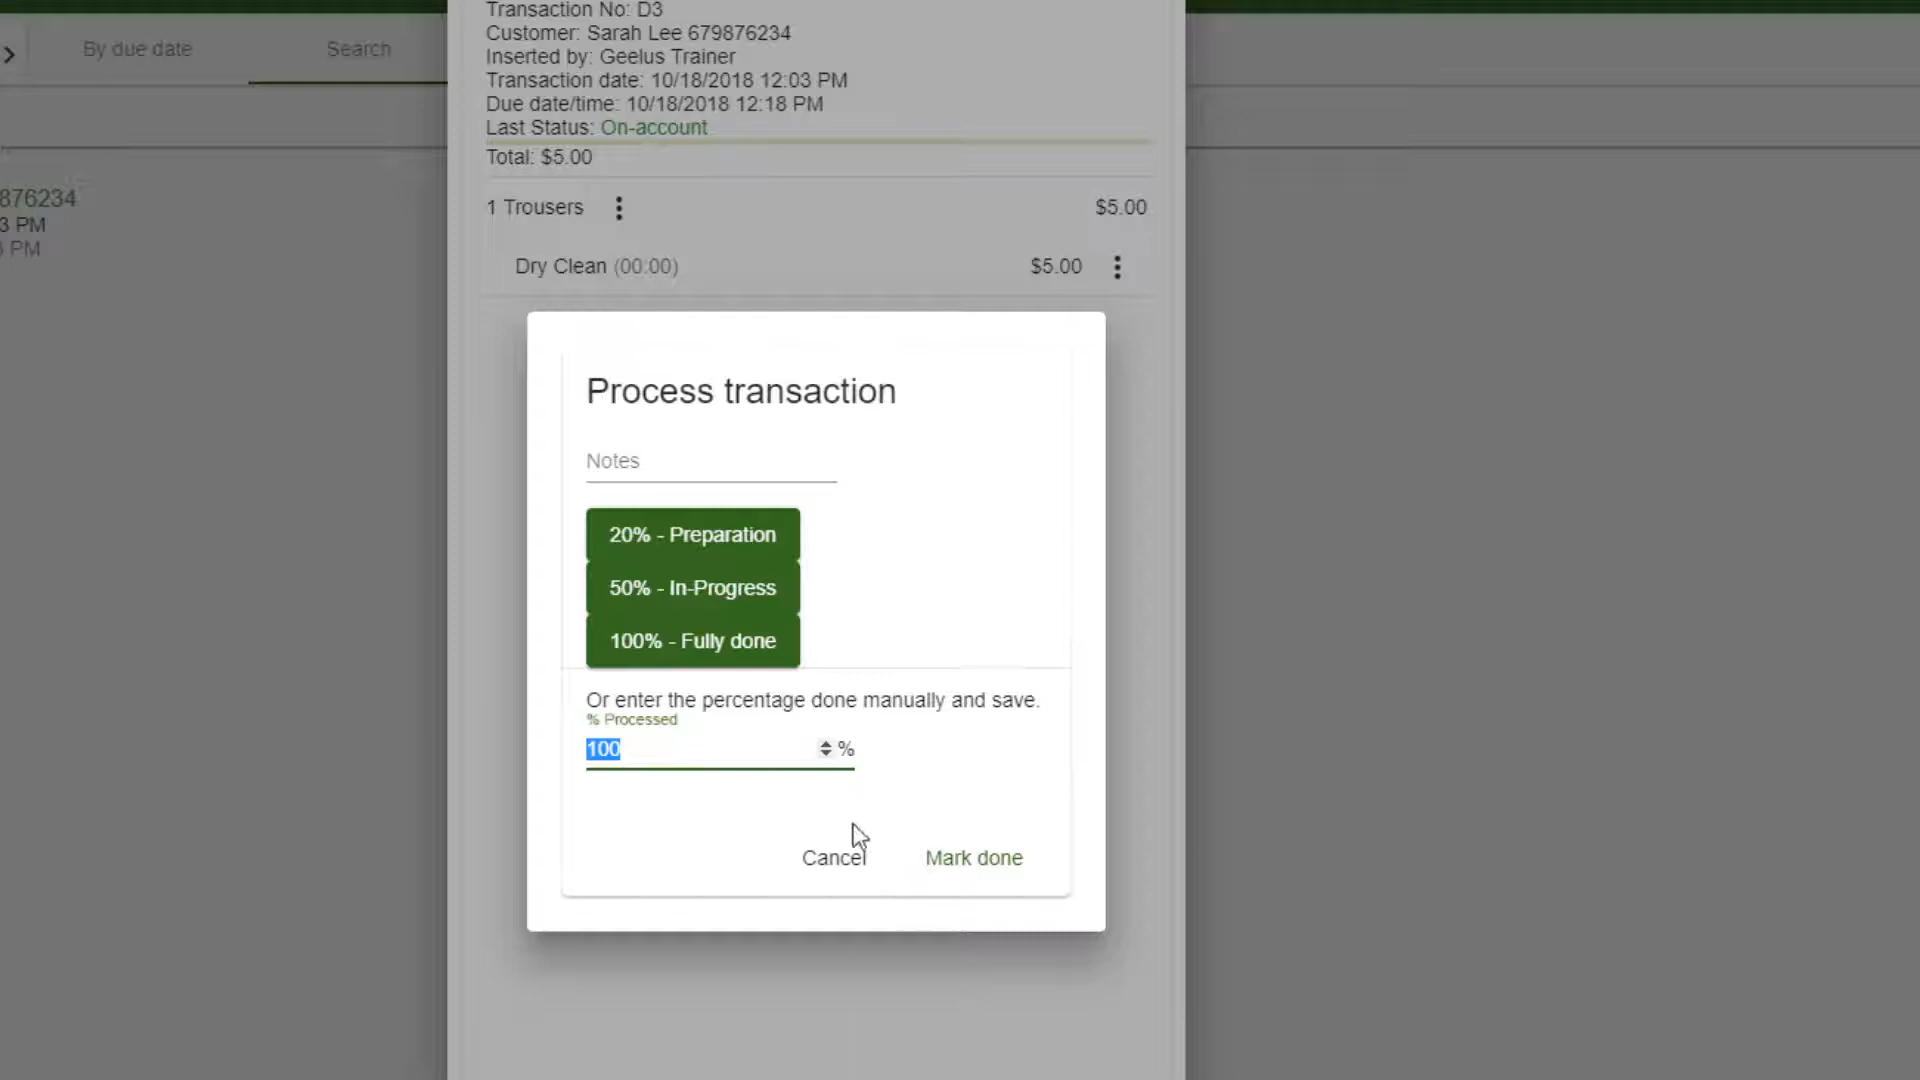 Transaction No: D3
Customer: Sarah Lee 679876234
Inserted by: Geelus Trainer
Transaction date: 10/18/2018 12:03 PM
Due date/time: 10/18/2018 12:18 PM
Last Status: On-account
Total: $5.00
By due date
Search
876234
3 PM
PM
1 Trousers
$5.00
Dry Clean (00:00)
$5.00
Process transaction
Notes
20% - Preparation
50% - In-Progress
100% - Fully done
Or enter the percentage done manually and save.
% Processed
100
%
Cancel
Mark done